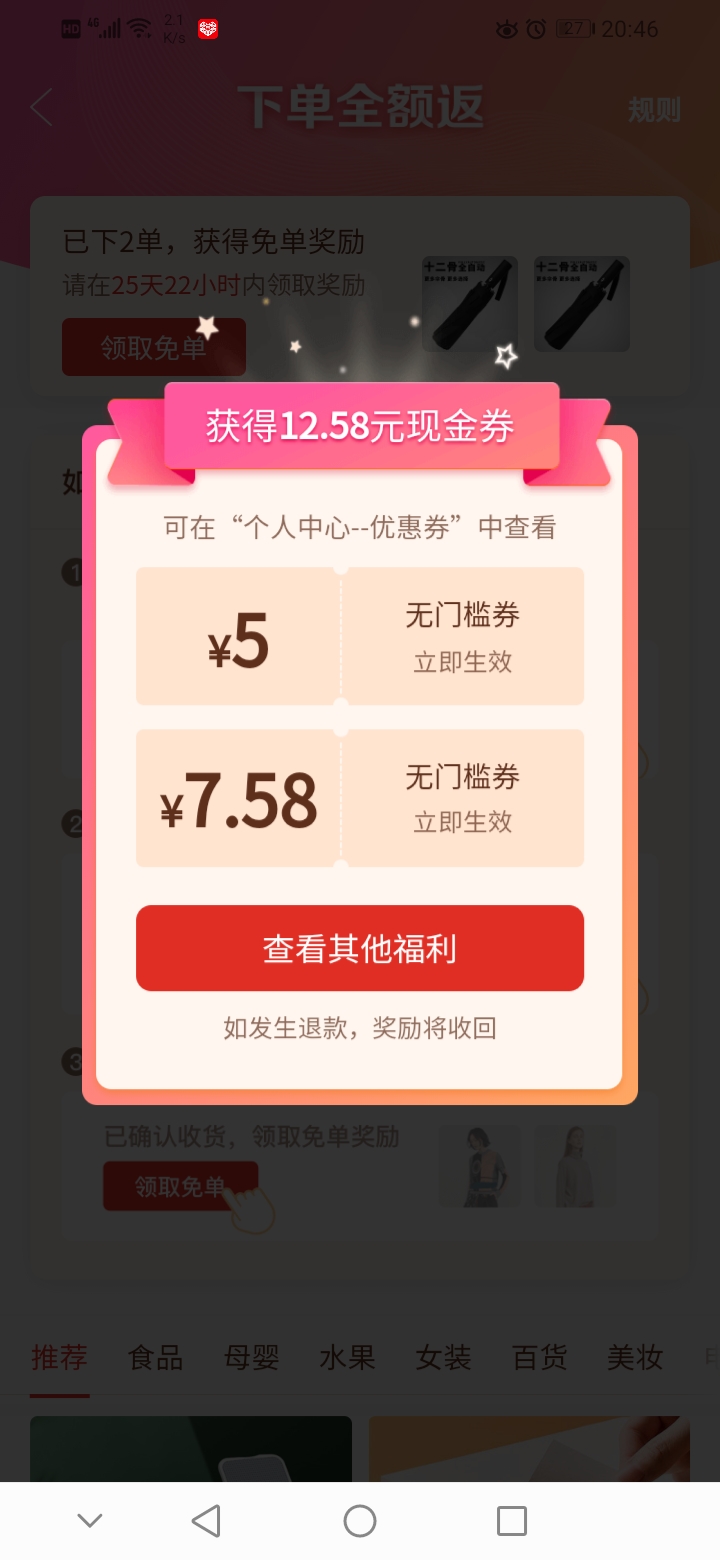 HD 4G 2.1 K/s 27 20:46
下单全额返
规则
已下2单，获得免单奖励
请在25天22小时内领取奖励
领取免单
十二骨全自动
十二骨全自动
获得12.58元现金券
如
可在“个人中心--优惠券”中查看
1
¥5
无门槛券
立即生效
¥7.58
无门槛券
立即生效
2
查看其他福利
如发生退款，奖励将收回
3
已确认收货，领取免单奖励
领取免单
推荐 食品 母婴 水果 女装 百货 美妆